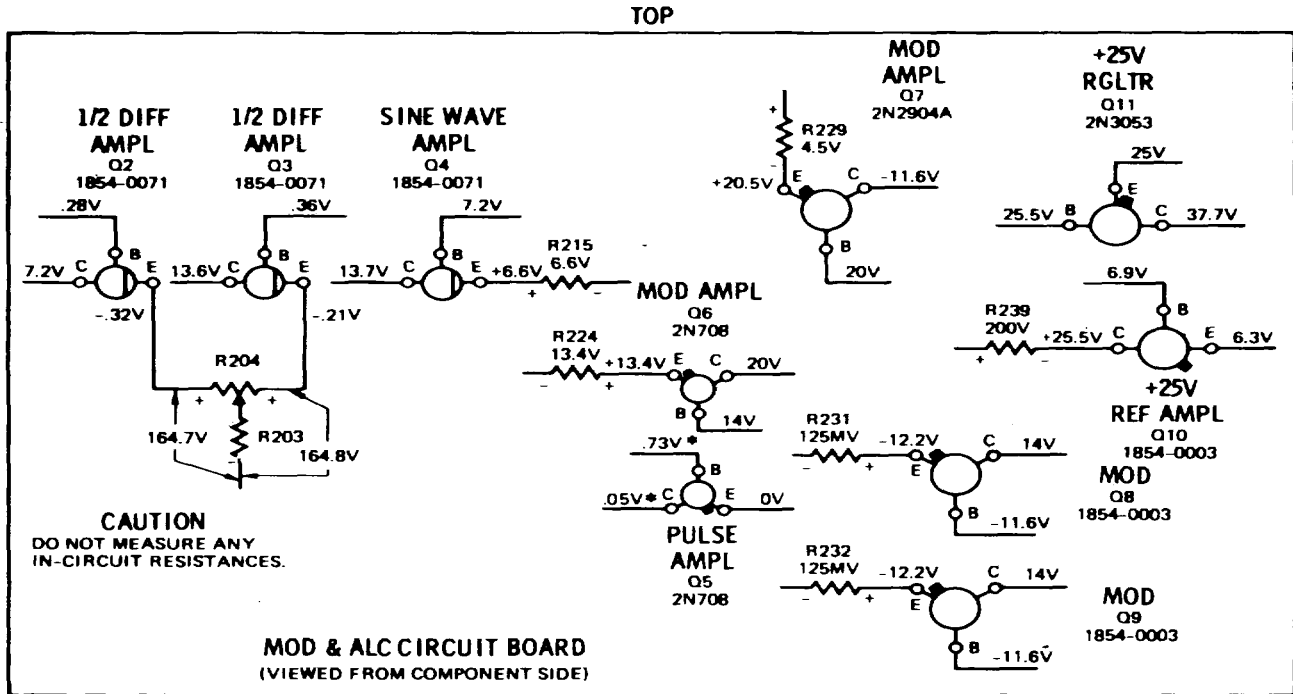 TOP
1/2 DIFF
AMPL
Q2
1854-0071
.28V
7.2V C
B
E
-.32V
1/2 DIFF
AMPL
Q3
1854-0071
.36V
13.6V C
B
E
-.21V
R204
+ +
164.7V
R203
-
164.8V
SINE WAVE
AMPL
Q4
1854-0071
7.2V
13.7V C
B
E
+6.6V
R215
6.6V
+ -
MOD AMPL
Q6
2N708
R224
13.4V
- +
+13.4V E
C 20V
B
14V
.73V*
B
.05V* C
E 0V
PULSE
AMPL
Q5
2N708
MOD
AMPL
Q7
2N2904A
+
R229
4.5V
-
+20.5V E
C -11.6V
B
20V
+25V
RGLTR
Q11
2N3053
25V
E
25.5V B
C 37.7V
6.9V
B
R239
200V
+ -
+25.5V C
E 6.3V
+25V
REF AMPL
Q10
1854-0003
R231
125MV
- +
-12.2V
E
C 14V
B
-11.6V
MOD
Q8
1854-0003
R232
125MV
- +
-12.2V
E
C 14V
B
-11.6V
MOD
Q9
1854-0003
CAUTION
DO NOT MEASURE ANY
IN-CIRCUIT RESISTANCES.
MOD & ALC CIRCUIT BOARD
(VIEWED FROM COMPONENT SIDE)